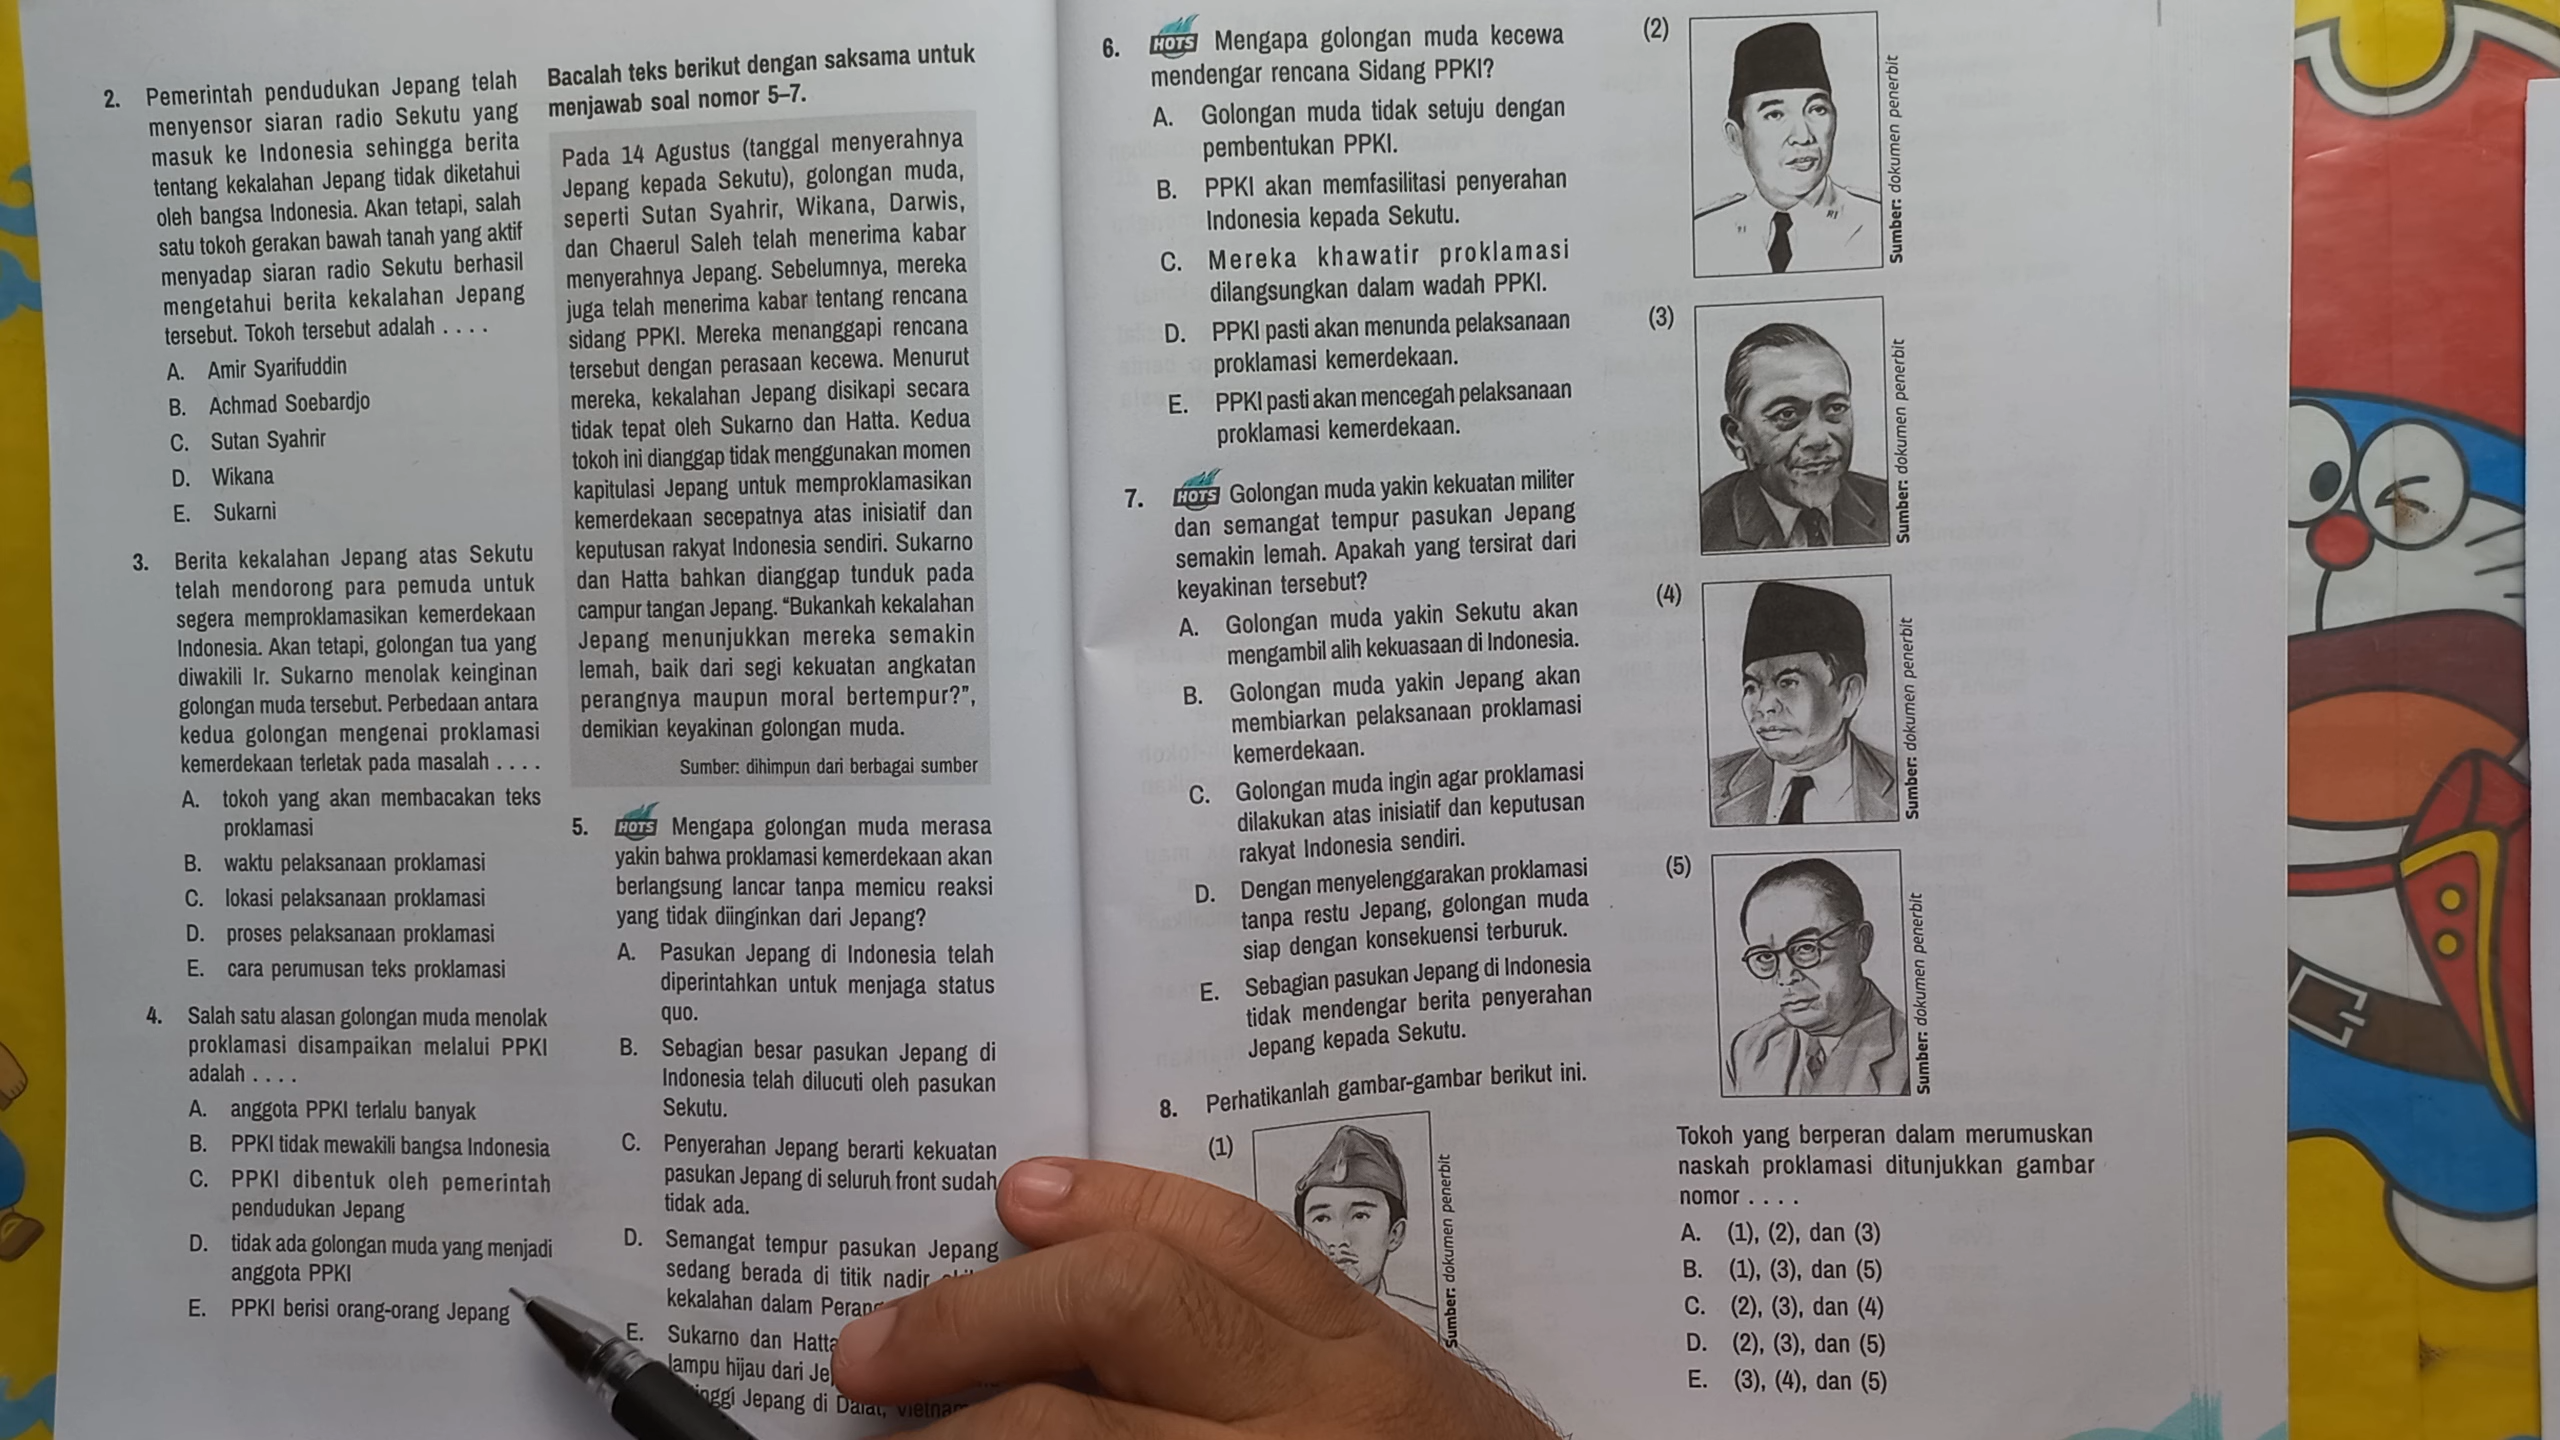 2. Pemerintah pendudukan Jepang telah
menyensor siaran radio Sekutu yang
masuk ke Indonesia sehingga berita
tentang kekalahan Jepang tidak diketahui
oleh bangsa Indonesia. Akan tetapi, salah
satu tokoh gerakan bawah tanah yang aktif
menyadap siaran radio Sekutu berhasil
mengetahui berita kekalahan Jepang
tersebut. Tokoh tersebut adalah . . . .
A. Amir Syarifuddin
B. Achmad Soebardjo
C. Sutan Syahrir
D. Wikana
E. Sukarni
3. Berita kekalahan Jepang atas Sekutu
telah mendorong para pemuda untuk
segera memproklamasikan kemerdekaan
Indonesia. Akan tetapi, golongan tua yang
diwakili Ir. Sukarno menolak keinginan
golongan muda tersebut. Perbedaan antara
kedua golongan mengenai proklamasi
kemerdekaan terletak pada masalah . . . .
A. tokoh yang akan membacakan teks
proklamasi
B. waktu pelaksanaan proklamasi
C. lokasi pelaksanaan proklamasi
D. proses pelaksanaan proklamasi
E. cara perumusan teks proklamasi
4. Salah satu alasan golongan muda menolak
proklamasi disampaikan melalui PPKI
adalah . . . .
A. anggota PPKI terlalu banyak
B. PPKI tidak mewakili bangsa Indonesia
C. PPKI dibentuk oleh pemerintah
pendudukan Jepang
D. tidak ada golongan muda yang menjadi
anggota PPKI
E. PPKI berisi orang-orang Jepang
Bacalah teks berikut dengan saksama untuk
menjawab soal nomor 5–7.
Pada 14 Agustus (tanggal menyerahnya
Jepang kepada Sekutu), golongan muda,
seperti Sutan Syahrir, Wikana, Darwis,
dan Chaerul Saleh telah menerima kabar
menyerahnya Jepang. Sebelumnya, mereka
juga telah menerima kabar tentang rencana
sidang PPKI. Mereka menanggapi rencana
tersebut dengan perasaan kecewa. Menurut
mereka, kekalahan Jepang disikapi secara
tidak tepat oleh Sukarno dan Hatta. Kedua
tokoh ini dianggap tidak menggunakan momen
kapitulasi Jepang untuk memproklamasikan
kemerdekaan secepatnya atas inisiatif dan
keputusan rakyat Indonesia sendiri. Sukarno
dan Hatta bahkan dianggap tunduk pada
campur tangan Jepang. “Bukankah kekalahan
Jepang menunjukkan mereka semakin
lemah, baik dari segi kekuatan angkatan
perangnya maupun moral bertempur?”,
demikian keyakinan golongan muda.
Sumber: dihimpun dari berbagai sumber
5. HOTS Mengapa golongan muda merasa
yakin bahwa proklamasi kemerdekaan akan
berlangsung lancar tanpa memicu reaksi
yang tidak diinginkan dari Jepang?
A. Pasukan Jepang di Indonesia telah
diperintahkan untuk menjaga status
quo.
B. Sebagian besar pasukan Jepang di
Indonesia telah dilucuti oleh pasukan
Sekutu.
C. Penyerahan Jepang berarti kekuatan
pasukan Jepang di seluruh front sudah
tidak ada.
D. Semangat tempur pasukan Jepang
sedang berada di titik nadir
kekalahan dalam
E. Sukarno dan Hatta
lampu hijau dari
Jepang di Dalat, Vietnam
6. HOTS Mengapa golongan muda kecewa
mendengar rencana Sidang PPKI?
A. Golongan muda tidak setuju dengan
pembentukan PPKI.
B. PPKI akan memfasilitasi penyerahan
Indonesia kepada Sekutu.
C. Mereka khawatir proklamasi
dilangsungkan dalam wadah PPKI.
D. PPKI pasti akan menunda pelaksanaan
proklamasi kemerdekaan.
E. PPKI pasti akan mencegah pelaksanaan
proklamasi kemerdekaan.
7. HOTS Golongan muda yakin kekuatan militer
dan semangat tempur pasukan Jepang
semakin lemah. Apakah yang tersirat dari
keyakinan tersebut?
A. Golongan muda yakin Sekutu akan
mengambil alih kekuasaan di Indonesia.
B. Golongan muda yakin Jepang akan
membiarkan pelaksanaan proklamasi
kemerdekaan.
C. Golongan muda ingin agar proklamasi
dilakukan atas inisiatif dan keputusan
rakyat Indonesia sendiri.
D. Dengan menyelenggarakan proklamasi
tanpa restu Jepang, golongan muda
siap dengan konsekuensi terburuk.
E. Sebagian pasukan Jepang di Indonesia
tidak mendengar berita penyerahan
Jepang kepada Sekutu.
8. Perhatikanlah gambar-gambar berikut ini.
(1)
Sumber: dokumen penerbit
(2)
Sumber: dokumen penerbit
(3)
Sumber: dokumen penerbit
(4)
Sumber: dokumen penerbit
(5)
Sumber: dokumen penerbit
Tokoh yang berperan dalam merumuskan
naskah proklamasi ditunjukkan gambar
nomor . . . .
A. (1), (2), dan (3)
B. (1), (3), dan (5)
C. (2), (3), dan (4)
D. (2), (3), dan (5)
E. (3), (4), dan (5)